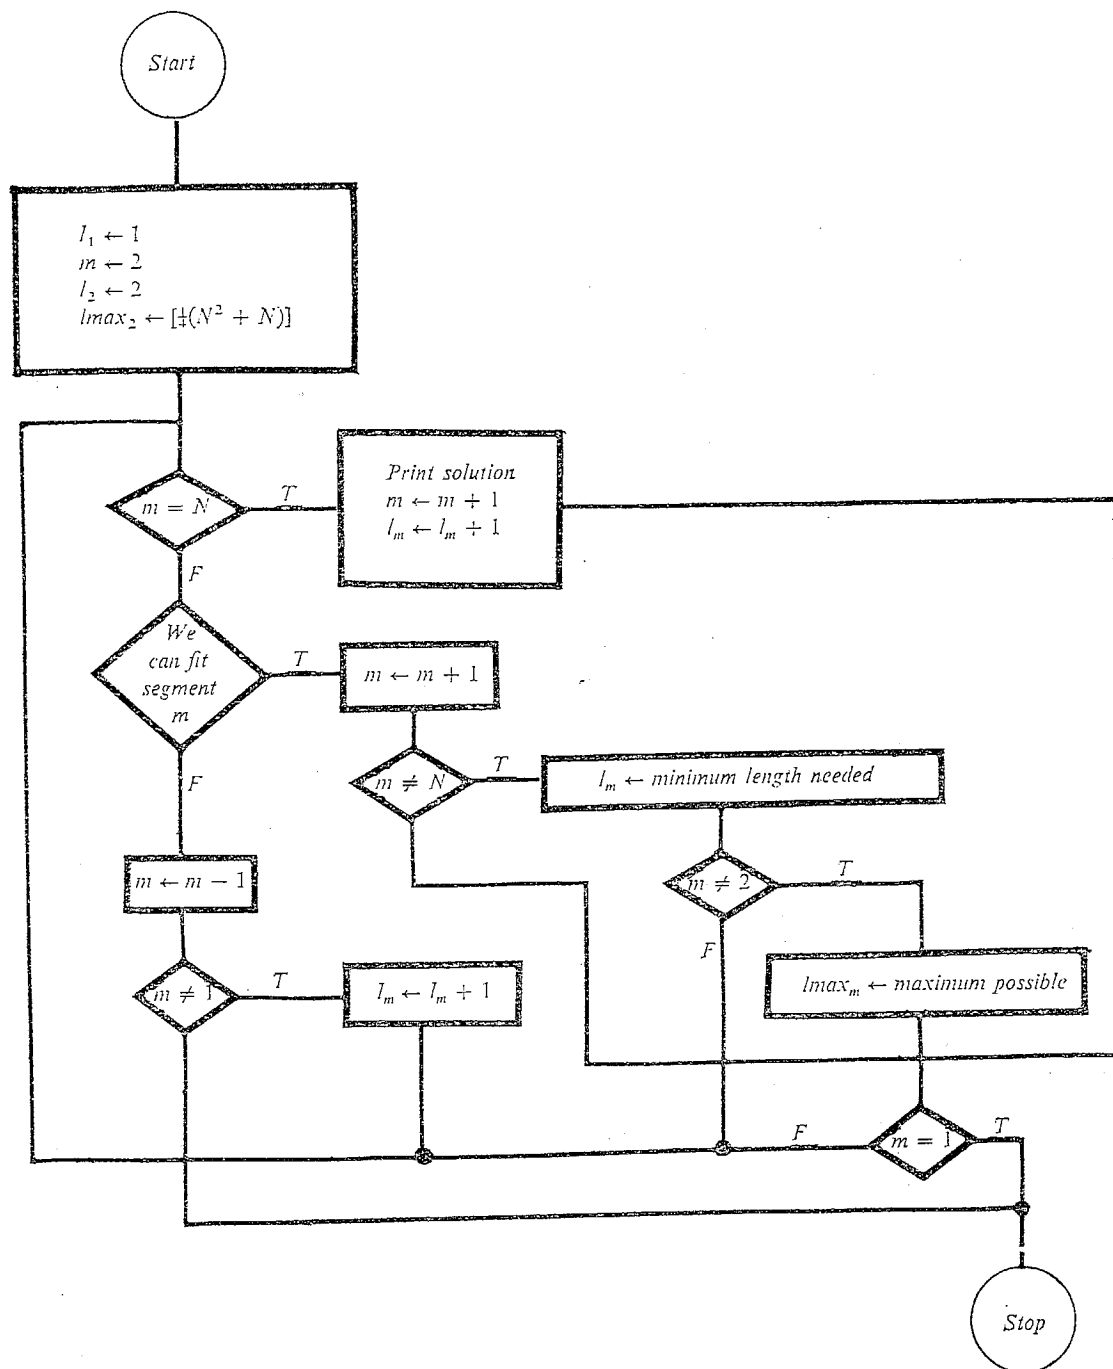 Start
l₁ ← 1
m ← 2
l₂ ← 2
lmax₂ ← [¼(N² + N)]
m = N
T
Print solution
m ← m + 1
lₘ ← lₘ + 1
F
We
can fit
segment
m
T
m ← m + 1
F
m ≠ N
T
lₘ ← minimum length needed
m ← m − 1
m ≠ 2
T
F
m ≠ 1
T
lₘ ← lₘ + 1
lmaxₘ ← maximum possible
F
m = 1
T
Stop